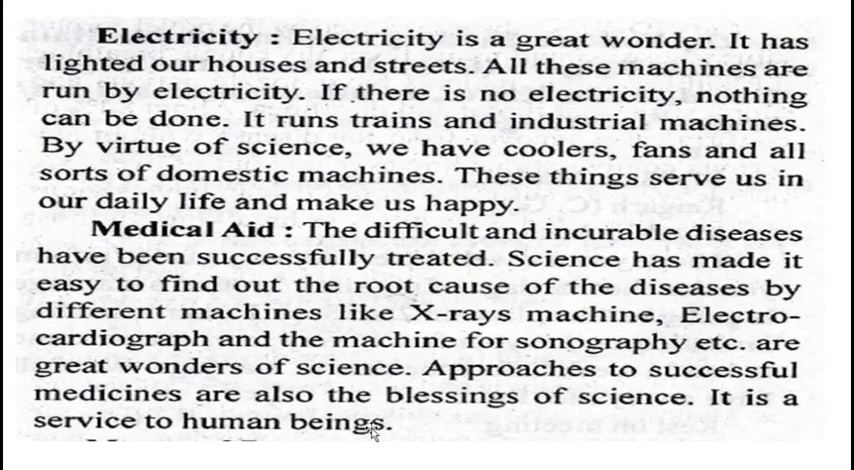 Electricity : Electricity is a great wonder. It has
lighted our houses and streets. All these machines are
run by electricity. If there is no electricity, nothing
can be done. It runs trains and industrial machines.
By virtue of science, we have coolers, fans and all
sorts of domestic machines. These things serve us in
our daily life and make us happy.
Medical Aid : The difficult and incurable diseases
have been successfully treated. Science has made it
easy to find out the root cause of the diseases by
different machines like X-rays machine, Electro-
cardiograph and the machine for sonography etc. are
great wonders of science. Approaches to successful
medicines are also the blessings of science. It is a
service to human beings.